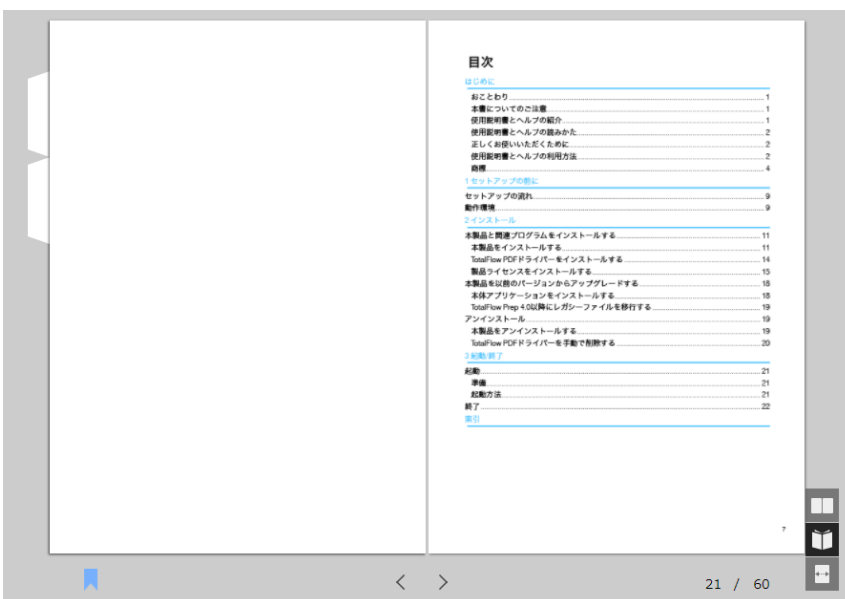 目次
はじめに
おことわり 1
本書についてのご注意 1
使用説明書とヘルプの紹介 1
使用説明書とヘルプの読みかた 2
正しくお使いいただくために 2
使用説明書とヘルプの利用方法 2
商標 4
1 セットアップの前に
セットアップの流れ 9
動作環境 9
2 インストール
本製品と関連プログラムをインストールする 11
本製品をインストールする 11
TotalFlow PDFドライバーをインストールする 14
製品ライセンスをインストールする 15
本製品を以前のバージョンからアップグレードする 18
本体アプリケーションをインストールする 18
TotalFlow Prep 4.0以降にレガシーファイルを移行する 19
アンインストール 19
本製品をアンインストールする 19
TotalFlow PDFドライバーを手動で削除する 20
3 起動/終了
起動 21
準備 21
起動方法 21
終了 22
索引
7
21 / 60